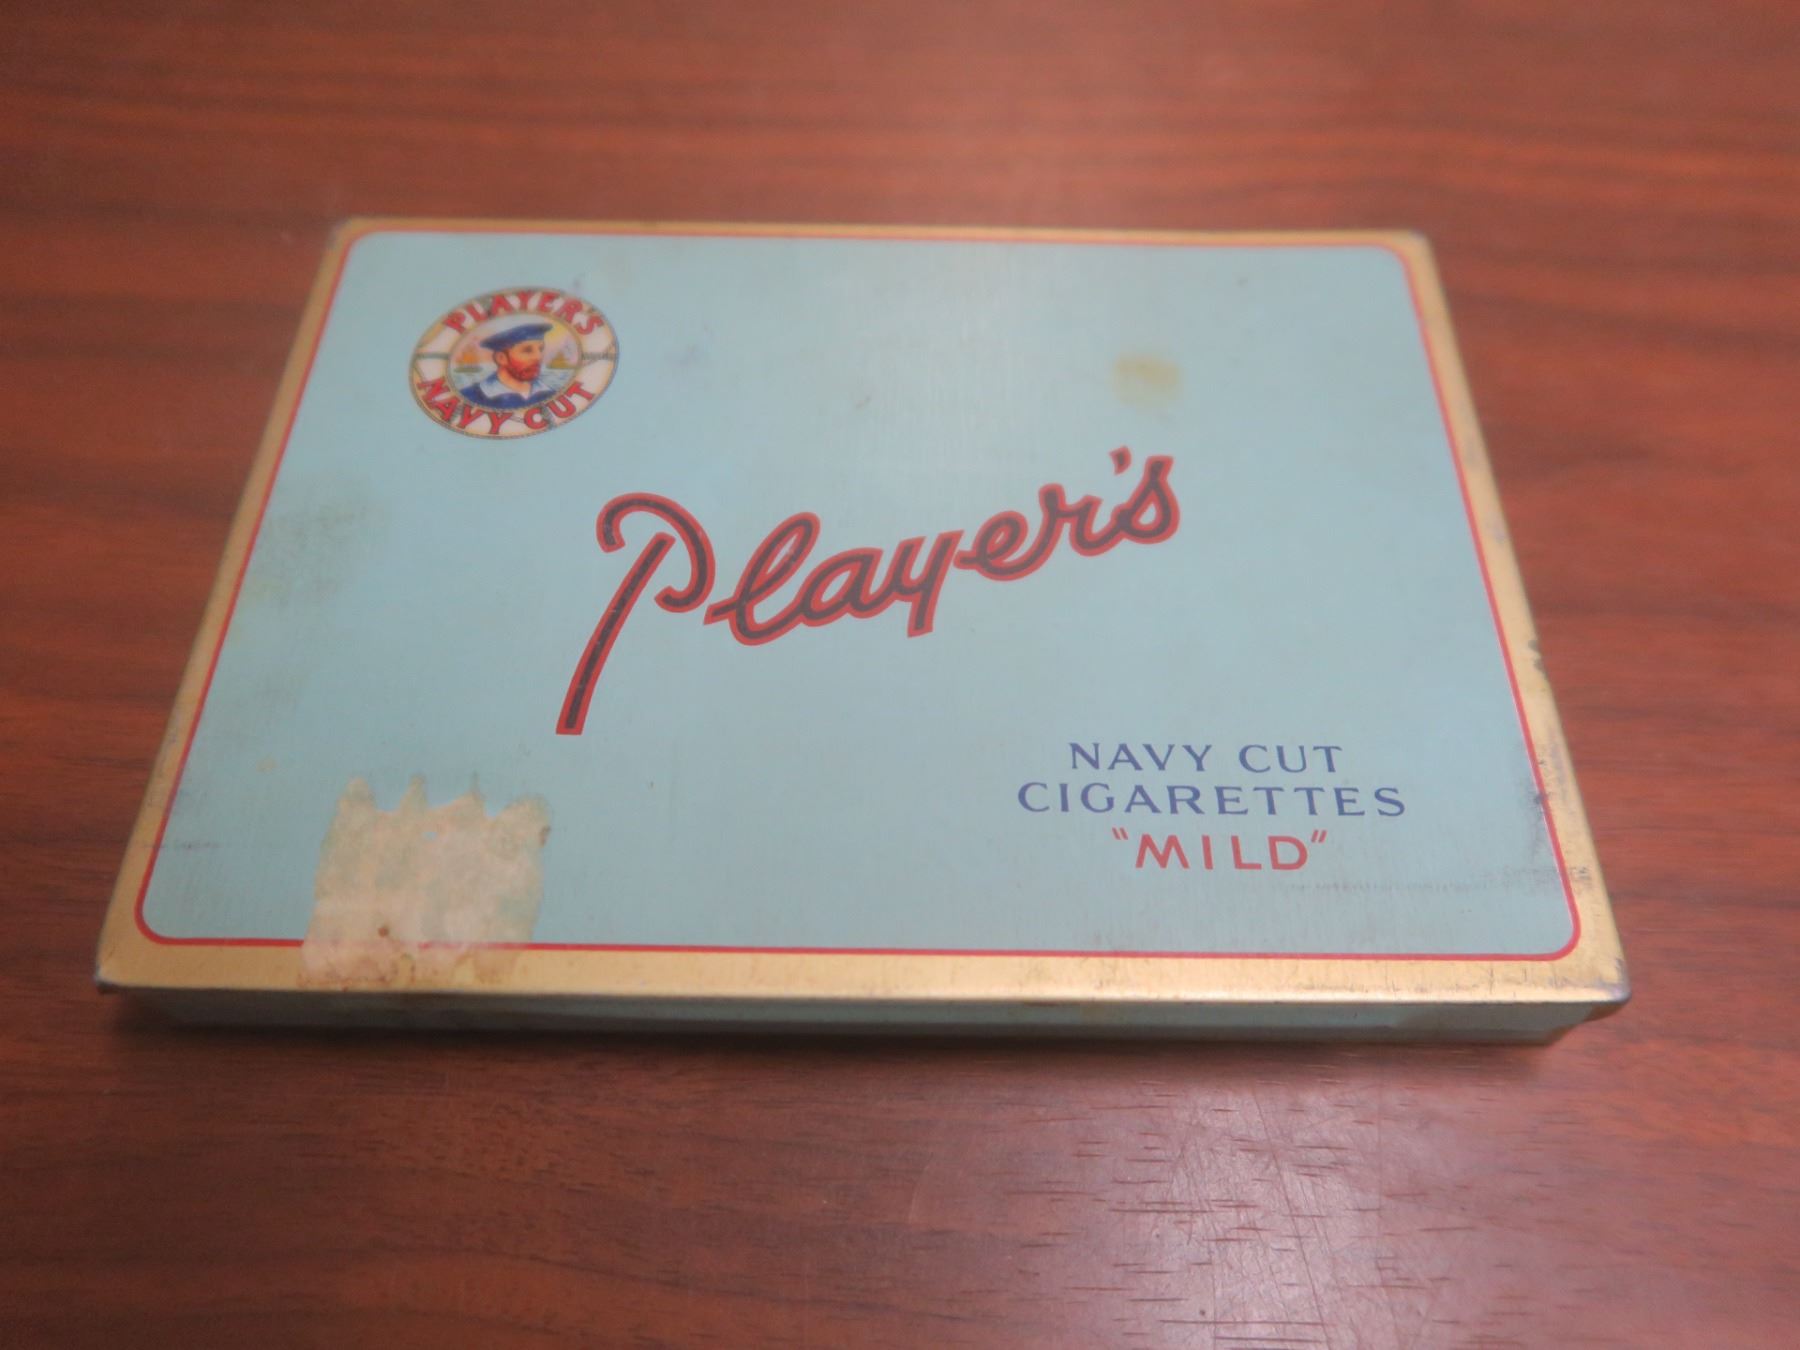 PLAYER'S
NAVY CUT
Player's
NAVY CUT
CIGARETTES
"MILD"